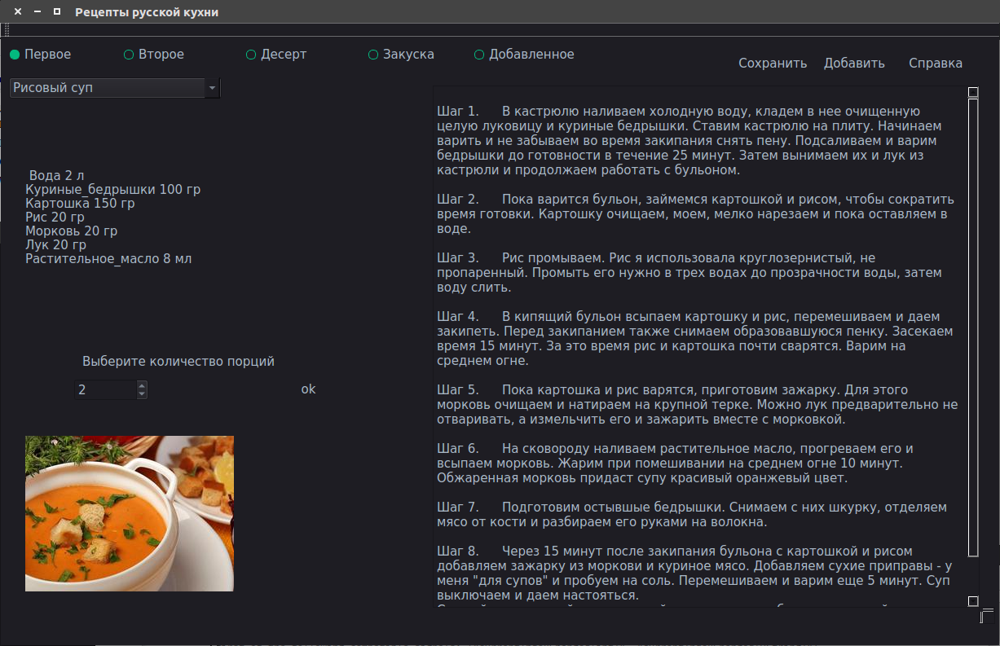 Рецепты русской кухни
Первое
Второе
Десерт
Закуска
Добавленное
Сохранить
Добавить
Справка
Рисовый суп
Вода 2 л
Куриные_бедрышки 100 гр
Картошка 150 гр
Рис 20 гр
Морковь 20 гр
Лук 20 гр
Растительное_масло 8 мл
Выберите количество порций
2
ok
Шаг 1. В кастрюлю наливаем холодную воду, кладем в нее очищенную
целую луковицу и куриные бедрышки. Ставим кастрюлю на плиту. Начинаем
варить и не забываем во время закипания снять пену. Подсаливаем и варим
бедрышки до готовности в течение 25 минут. Затем вынимаем их и лук из
кастрюли и продолжаем работать с бульоном.
Шаг 2. Пока варится бульон, займемся картошкой и рисом, чтобы сократить
время готовки. Картошку очищаем, моем, мелко нарезаем и пока оставляем в
воде.
Шаг 3. Рис промываем. Рис я использовала круглозернистый, не
пропаренный. Промыть его нужно в трех водах до прозрачности воды, затем
воду слить.
Шаг 4. В кипящий бульон всыпаем картошку и рис, перемешиваем и даем
закипеть. Перед закипанием также снимаем образовавшуюся пенку. Засекаем
время 15 минут. За это время рис и картошка почти сварятся. Варим на
среднем огне.
Шаг 5. Пока картошка и рис варятся, приготовим зажарку. Для этого
морковь очищаем и натираем на крупной терке. Можно лук предварительно не
отваривать, а измельчить его и зажарить вместе с морковкой.
Шаг 6. На сковороду наливаем растительное масло, прогреваем его и
всыпаем морковь. Жарим при помешивании на среднем огне 10 минут.
Обжаренная морковь придаст супу красивый оранжевый цвет.
Шаг 7. Подготовим остывшые бедрышки. Снимаем с них шкурку, отделяем
мясо от кости и разбираем его руками на волокна.
Шаг 8. Через 15 минут после закипания бульона с картошкой и рисом
добавляем зажарку из моркови и куриное мясо. Добавляем сухие приправы - у
меня "для супов" и пробуем на соль. Перемешиваем и варим еще 5 минут. Суп
выключаем и даем настояться.